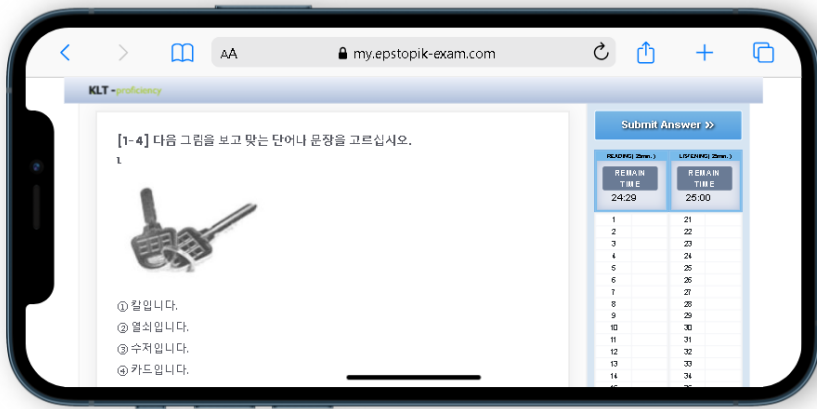 AA my.epstopik-exam.com
KLT -proficiency
[1-4] 다음 그림을 보고 맞는 단어나 문장을 고르십시오.
1.
① 칼입니다.
② 열쇠입니다.
③ 수저입니다.
④ 카드입니다.
Submit Answer »
READING( 25min. ) LISTENING( 25min. )
REMAIN TIME REMAIN TIME
24:29 25:00
1 21
2 22
3 23
4 24
5 25
6 26
7 27
8 28
9 29
10 30
11 31
12 32
13 33
14 34